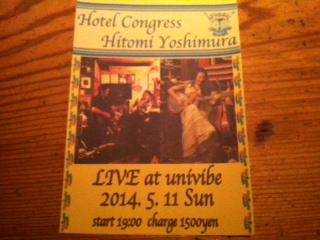 Hotel Congress
Hitomi Yoshimura
LIVE at univibe
2014. 5. 11 Sun
start 19:00 charge 1500yen